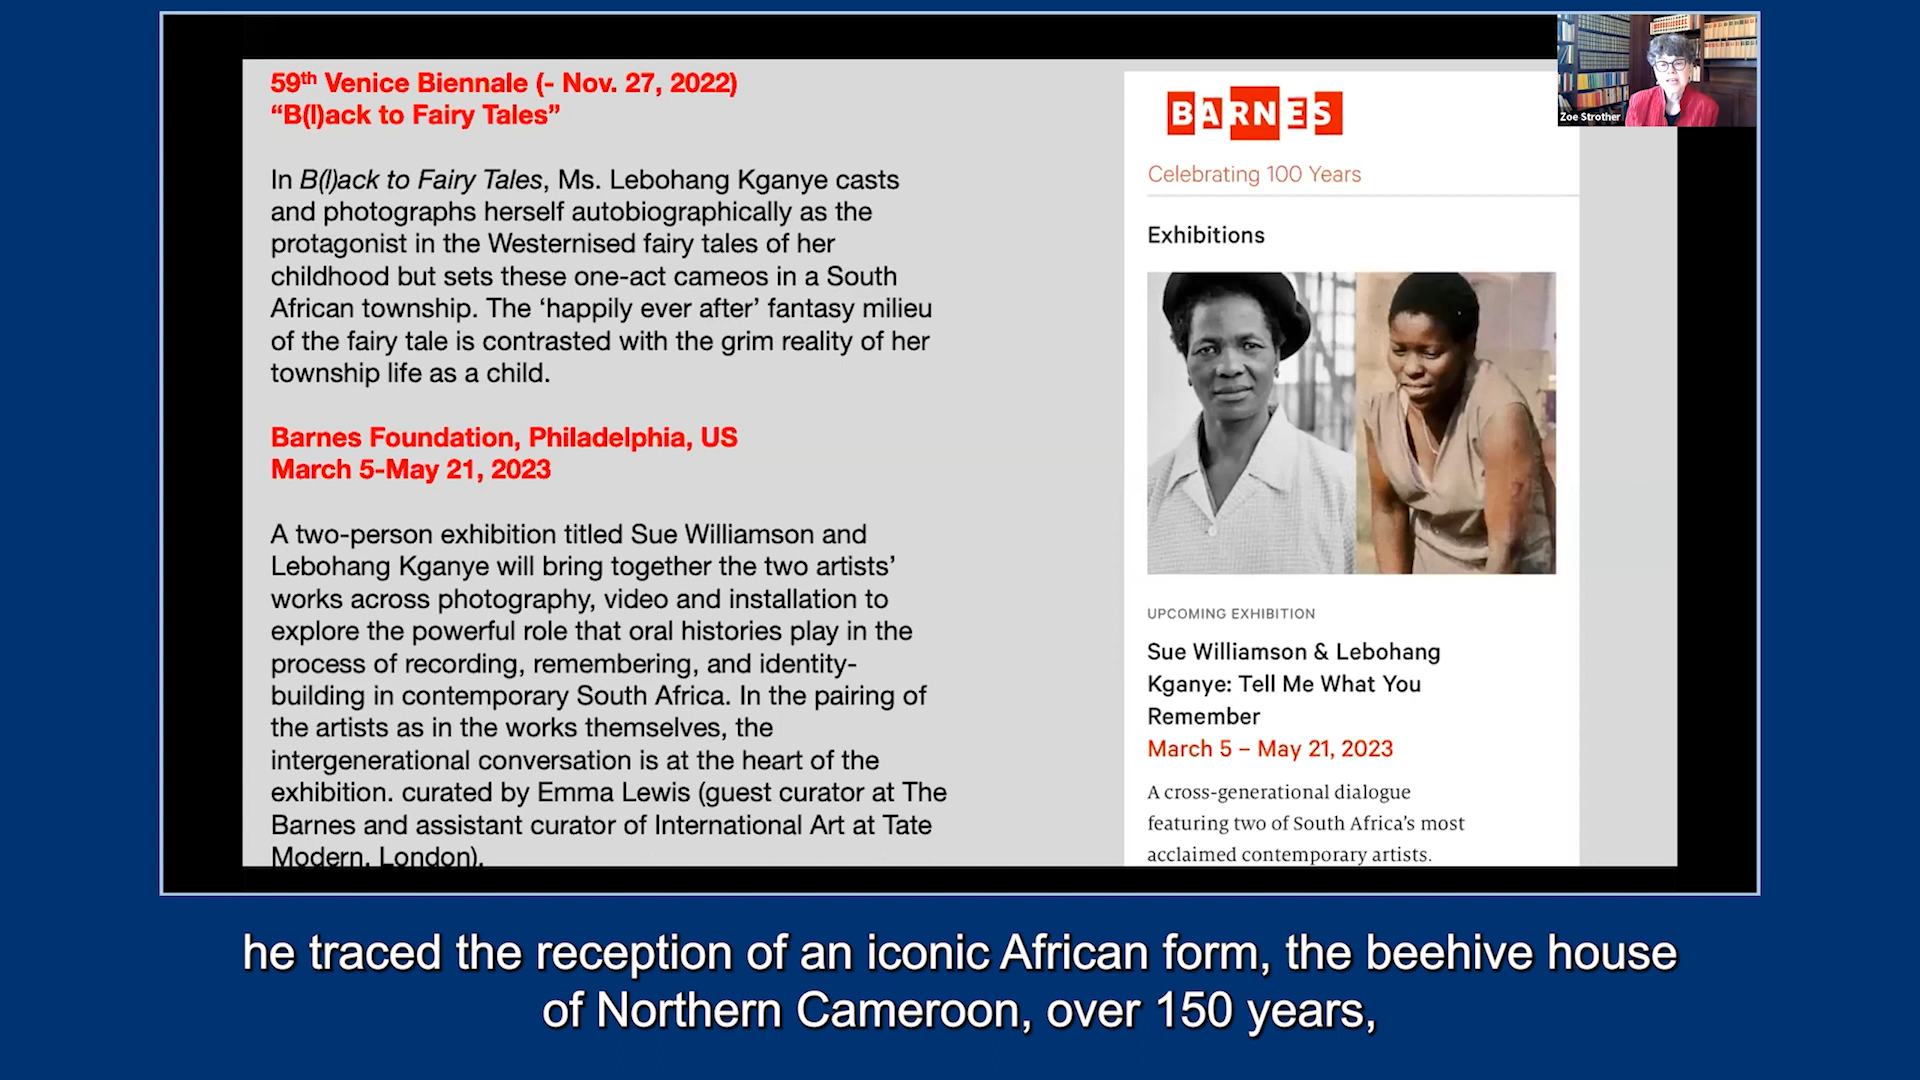 59th Venice Biennale (- Nov. 27, 2022)
“B(l)ack to Fairy Tales”
In B(l)ack to Fairy Tales, Ms. Lebohang Kganye casts
and photographs herself autobiographically as the
protagonist in the Westernised fairy tales of her
childhood but sets these one-act cameos in a South
African township. The ‘happily ever after’ fantasy milieu
of the fairy tale is contrasted with the grim reality of her
township life as a child.
Barnes Foundation, Philadelphia, US
March 5-May 21, 2023
A two-person exhibition titled Sue Williamson and
Lebohang Kganye will bring together the two artists’
works across photography, video and installation to
explore the powerful role that oral histories play in the
process of recording, remembering, and identity-
building in contemporary South Africa. In the pairing of
the artists as in the works themselves, the
intergenerational conversation is at the heart of the
exhibition. curated by Emma Lewis (guest curator at The
Barnes and assistant curator of International Art at Tate
Modern, London).
BARNES
Celebrating 100 Years
Exhibitions
UPCOMING EXHIBITION
Sue Williamson & Lebohang
Kganye: Tell Me What You
Remember
March 5 – May 21, 2023
A cross-generational dialogue
featuring two of South Africa’s most
acclaimed contemporary artists.
Zoe Strother
he traced the reception of an iconic African form, the beehive house
of Northern Cameroon, over 150 years,